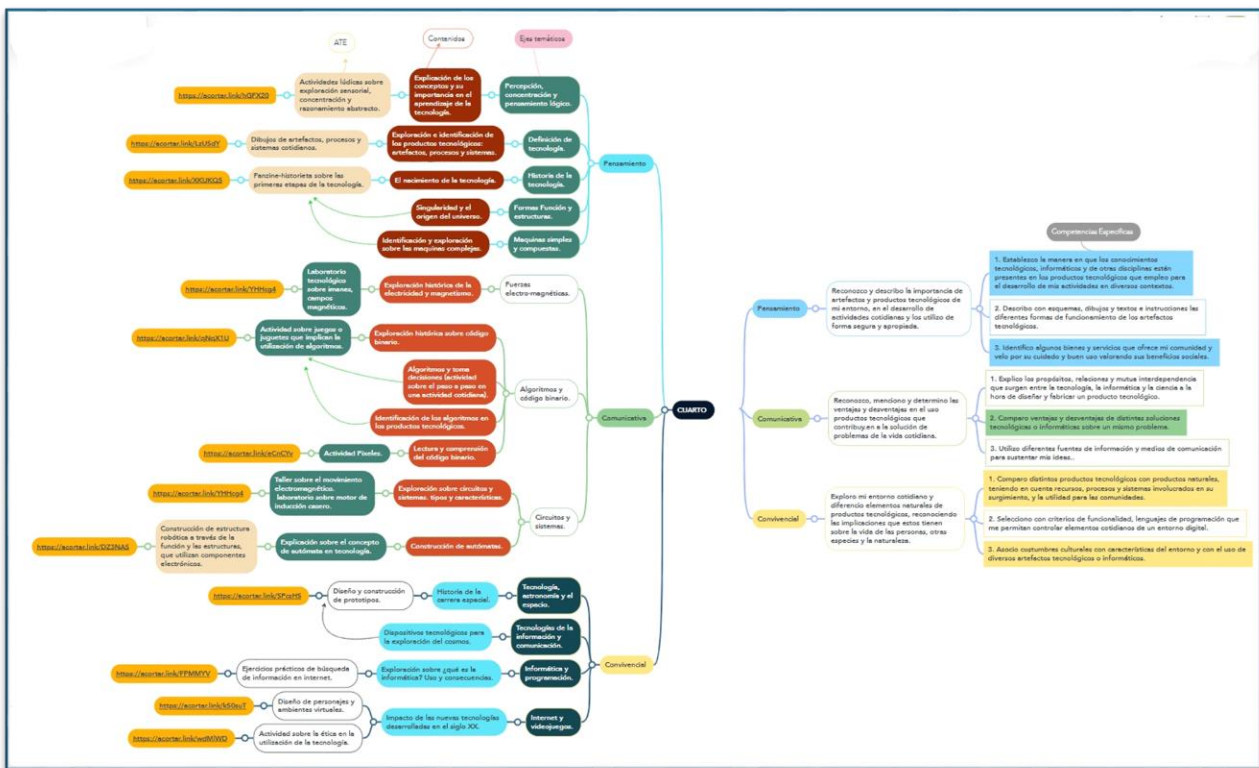 ATE
Contenidos
Ejes temáticos
Actividades lúdicas sobre
exploración sensorial,
concentración y
razonamiento abstracto.
Explicación de los
conceptos y su
importancia en el
aprendizaje de la
tecnología.
Percepción,
concentración y
pensamiento lógico.
Dibujos de artefactos, procesos y
sistemas cotidianos.
Exploración e identificación de
los productos tecnológicos:
artefactos, procesos y sistemas.
Definición de
tecnología.
Fanzine-historieta sobre las
primeras etapas de la tecnología.
El nacimiento de la tecnología.
Historia de la
tecnología.
Singularidad y el
origen del universo.
Formas Función y
estructuras.
Identificación y exploración
sobre las maquinas complejas.
Maquinas simples
y compuestas.
Pensamiento
https://acortar.link/YHHcg4
Laboratorio
tecnológico
sobre imanes,
campos
magnéticos.
Exploración histórica de la
electricidad y magnetismo.
Fuerzas
electro-magnéticas.
Actividad sobre juegos o
juguetes que implican la
utilización de algoritmos.
Exploración histórica sobre código
binario.
Algoritmos y toma
decisiones (actividad
sobre el paso a paso en
una actividad cotidiana).
Identificación de los algoritmos en
los productos tecnológicos.
Algoritmos y
código binario.
Actividad Pixeles.
Lectura y comprensión
del código binario.
Comunicativa
https://acortar.link/YHHcg4
Taller sobre el movimiento
electromagnético.
laboratorio sobre motor de
inducción casero.
Exploración sobre circuitos y
sistemas. tipos y características.
Circuitos y
sistemas.
https://acortar.link/DZ3NAS
Construcción de estructura
robótica a través de la
función y las estructuras,
que utilizan componentes
electrónicos.
Explicación sobre el concepto
de autómata en tecnología.
Construcción de autómatas.
Diseño y construcción
de prototipos.
Historia de la
carrera espacial.
Tecnología,
astronomía y el
espacio.
Dispositivos tecnológicos para
la exploración del cosmos.
Tecnologías de la
información y
comunicación.
https://acortar.link/FPMMYV
Ejercicios prácticos de búsqueda
de información en internet.
Exploración sobre ¿qué es la
informática? Uso y consecuencias.
Informática y
programación.
Diseño de personajes y
ambientes virtuales.
Actividad sobre la ética en la
utilización de la tecnología.
Impacto de las nuevas tecnologías
desarrolladas en el siglo XX.
Internet y
videojuegos.
Convivencial
CUARTO
Competencias Específicas
Pensamiento
Reconozco y describo la importancia de
artefactos y productos tecnológicos de
mi entorno, en el desarrollo de
actividades cotidianas y los utilizo de
forma segura y apropiada.
1. Establezco la manera en que los conocimientos
tecnológicos, informáticos y de otras disciplinas están
presentes en los productos tecnológicos que empleo para
el desarrollo de mis actividades en diversos contextos.
2. Describo con esquemas, dibujos y textos e instrucciones las
diferentes formas de funcionamiento de los artefactos
tecnológicos.
3. Identifico algunos bienes y servicios que ofrece mi comunidad y
velo por su cuidado y buen uso valorando sus beneficios sociales.
Comunicativa
Reconozco, menciono y determino las
ventajas y desventajas en el uso
productos tecnológicos que
contribuy.en a la solución de
problemas de la vida cotidiana.
1. Explico los propósitos, relaciones y mutua interdependencia
que surgen entre la tecnología, la informática y la ciencia a la
hora de diseñar y fabricar un producto tecnológico.
2. Comparo ventajas y desventajas de distintas soluciones
tecnológicas o informáticas sobre un mismo problema.
3. Utilizo diferentes fuentes de información y medios de comunicación
para sustentar mis ideas..
Convivencial
Exploro mi entorno cotidiano y
diferencio elementos naturales de
productos tecnológicos, reconociendo
las implicaciones que estos tienen
sobre la vida de las personas, otras
especies y la naturaleza.
1. Comparo distintos productos tecnológicos con productos naturales,
teniendo en cuenta recursos, procesos y sistemas involucrados en su
surgimiento, y la utilidad para las comunidades.
2. Selecciono con criterios de funcionalidad, lenguajes de programación que
me permitan controlar elementos cotidianos de un entorno digital.
3. Asocio costumbres culturales con características del entorno y con el uso de
diversos artefactos tecnológicos o informáticos.